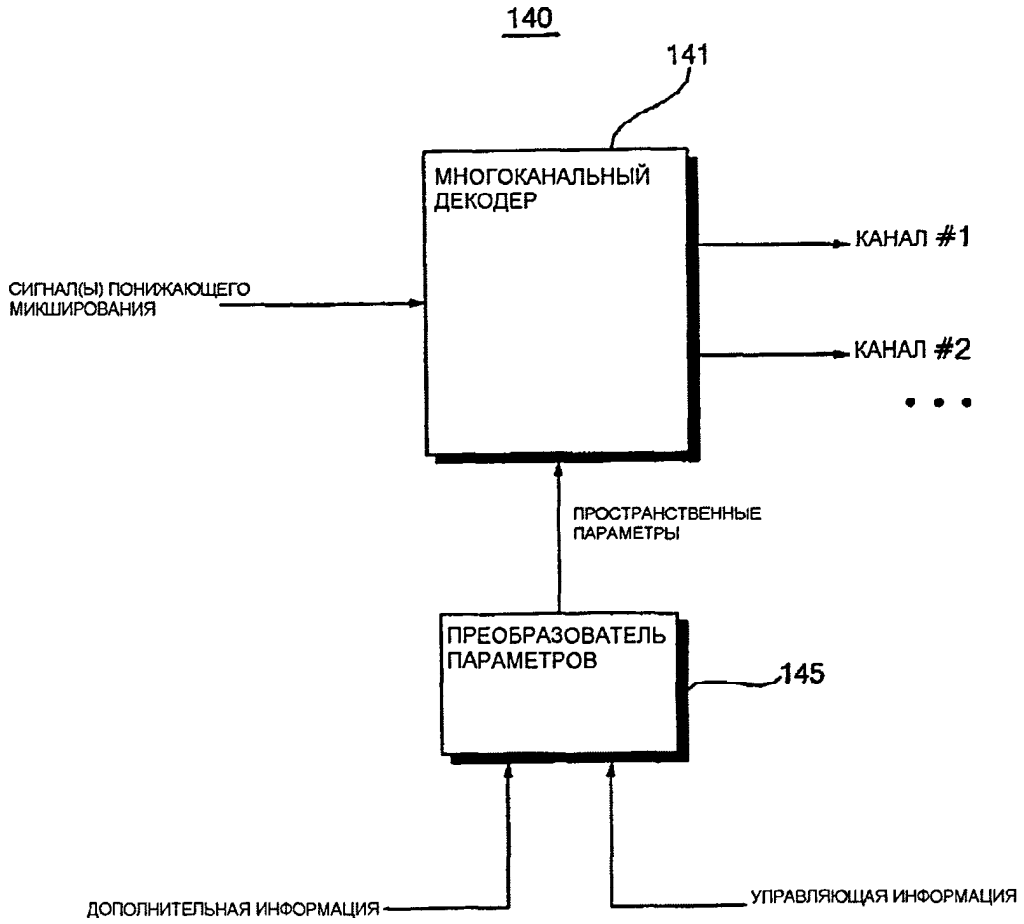 140
141
МНОГОКАНАЛЬНЫЙ
ДЕКОДЕР
КАНАЛ #1
СИГНАЛ(Ы) ПОНИЖАЮЩЕГО
МИКШИРОВАНИЯ
КАНАЛ #2
• • •
ПРОСТРАНСТВЕННЫЕ
ПАРАМЕТРЫ
ПРЕОБРАЗОВАТЕЛЬ
ПАРАМЕТРОВ
145
ДОПОЛНИТЕЛЬНАЯ ИНФОРМАЦИЯ
УПРАВЛЯЮЩАЯ ИНФОРМАЦИЯ